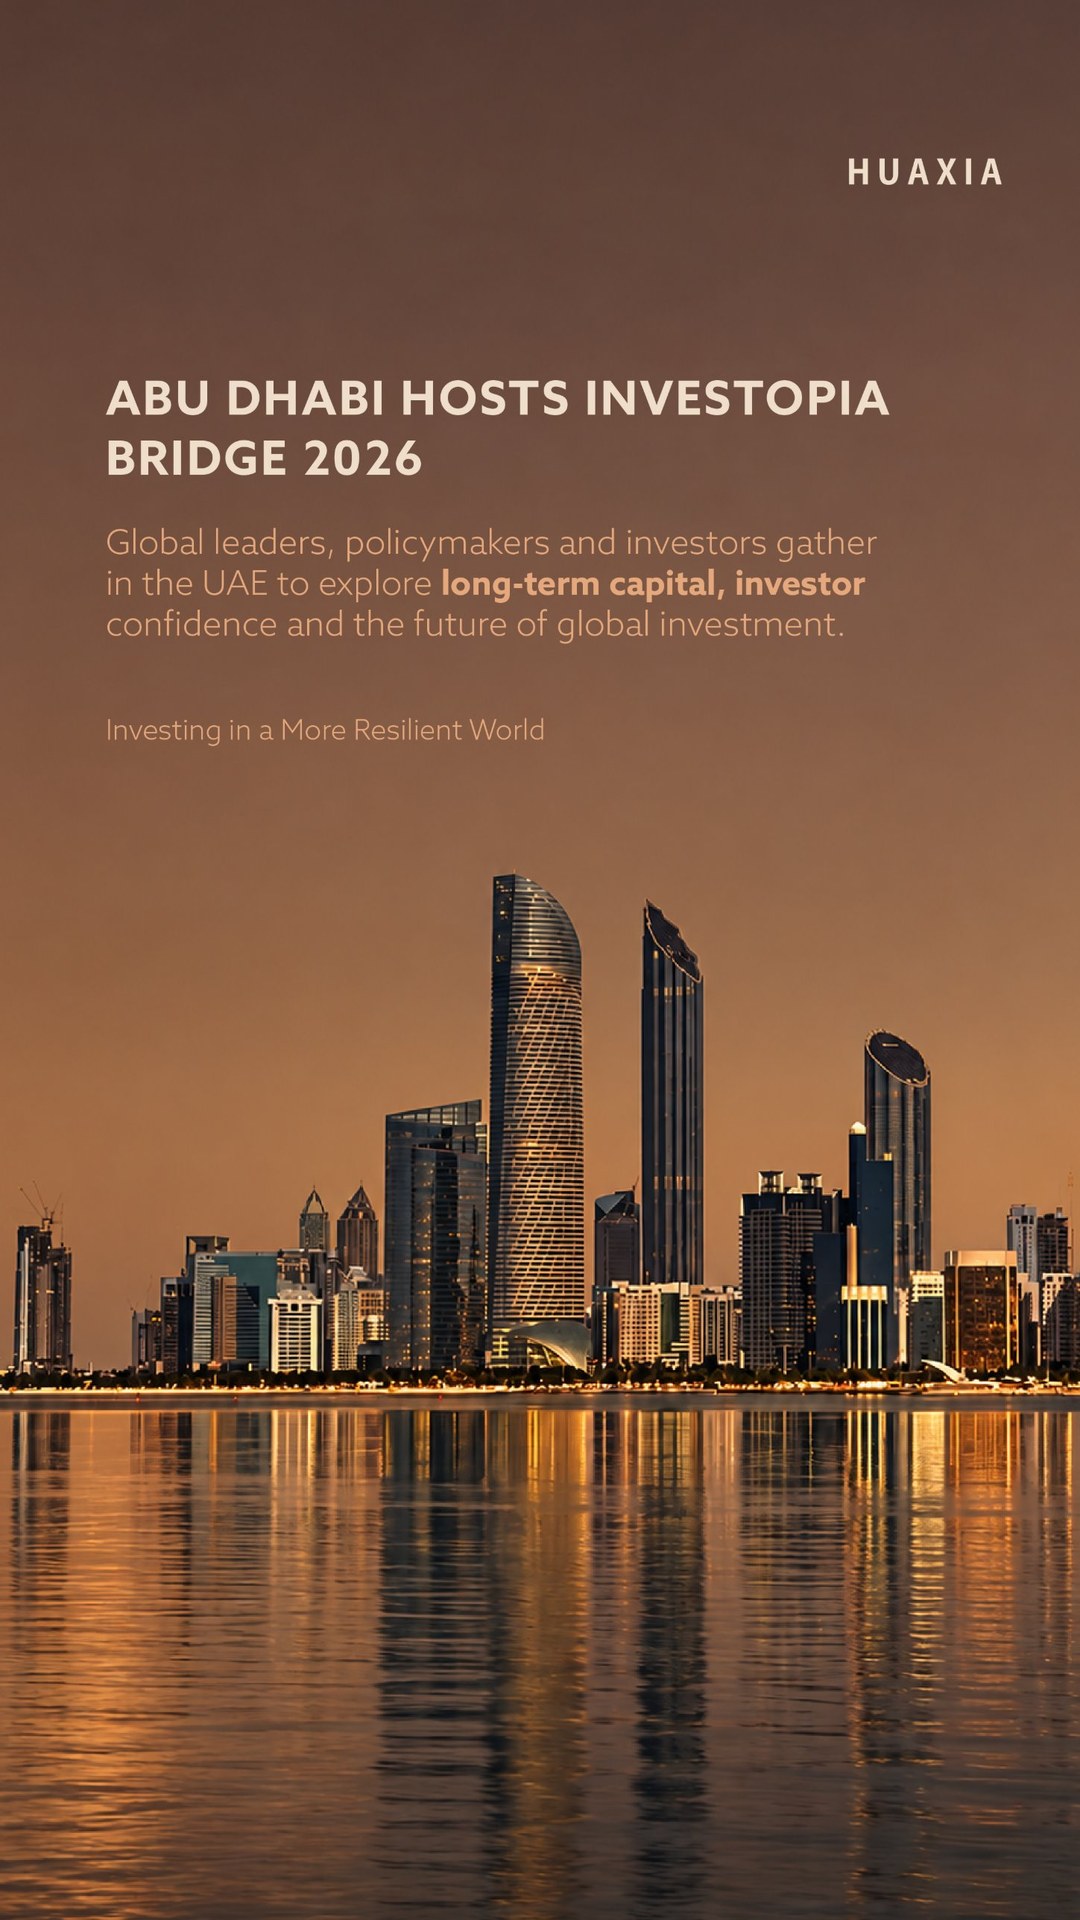 HUAXIA
ABU DHABI HOSTS INVESTOPIA
BRIDGE 2026
Global leaders, policymakers and investors gather
in the UAE to explore long-term capital, investor
confidence and the future of global investment.
Investing in a More Resilient World